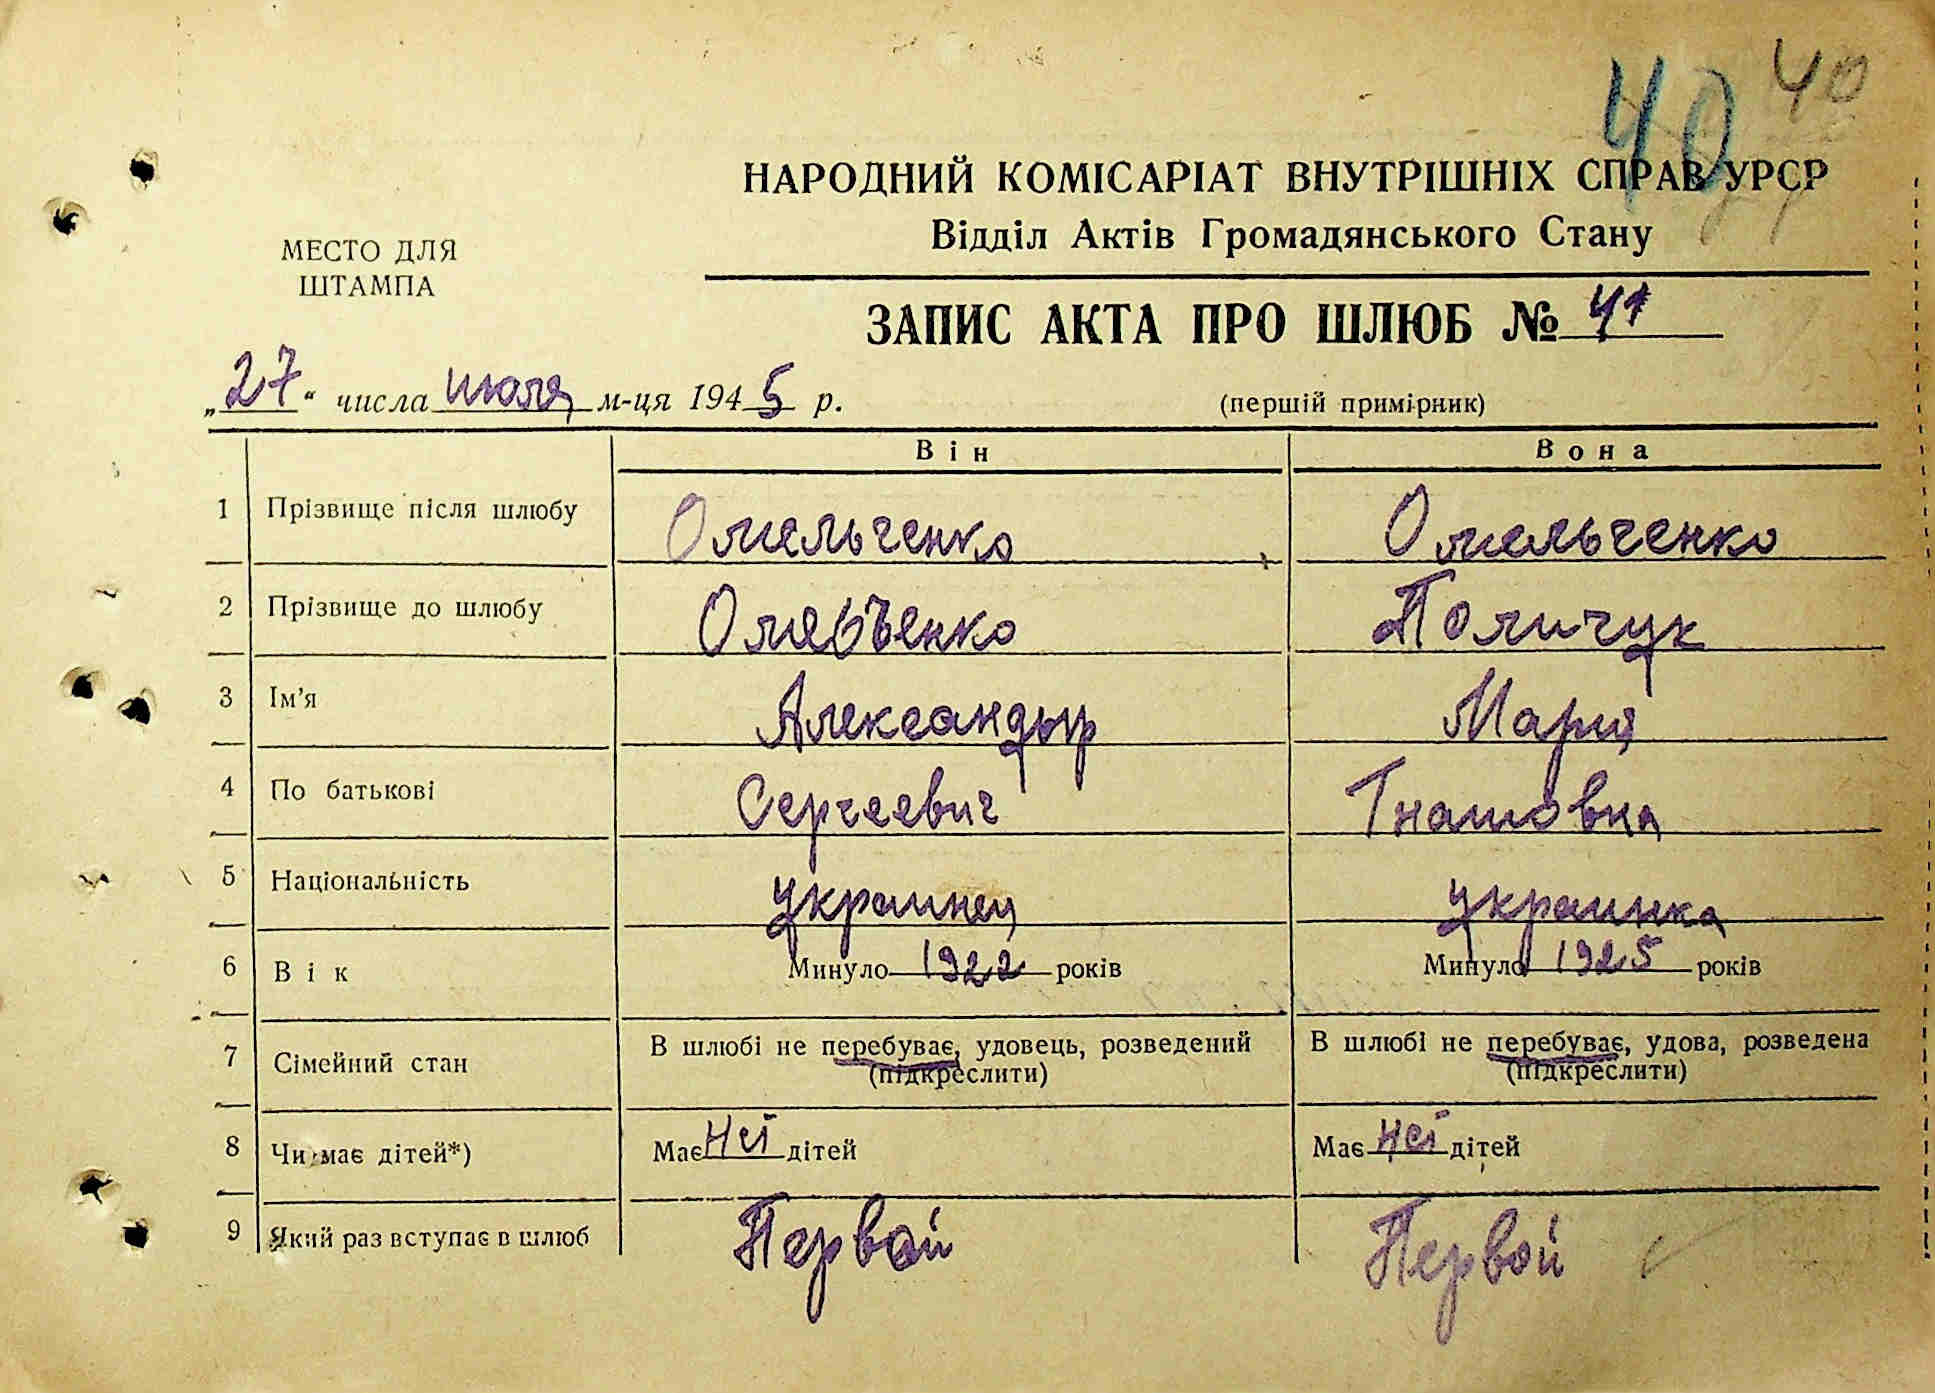 40 40
НАРОДНИЙ КОМІСАРІАТ ВНУТРІШНІХ СПРАВ УРСР
Відділ Актів Громадянського Стану
МЕСТО ДЛЯ
ШТАМПА
ЗАПИС АКТА ПРО ШЛЮБ № 41
„27“ числа июля м-ця 1945 р.
(перший примірник)
Він Вона
1 Прізвище після шлюбу Омельченко Омельченко
2 Прізвище до шлюбу Поличук
3 Ім’я Александыр Мария
4 По батькові Сергеевич Гнатовна
5 Національність украинец украинка
6 Вік Минуло 1922 років Минуло 1925 років
7 Сімейний стан В шлюбі не перебуває, удовець, розведений В шлюбі не перебуває, удова, розведена
(підкреслити) (підкреслити)
8 Чи має дітей*) Має дітей Має дітей
9 Який раз вступає в шлюб Первой Первой